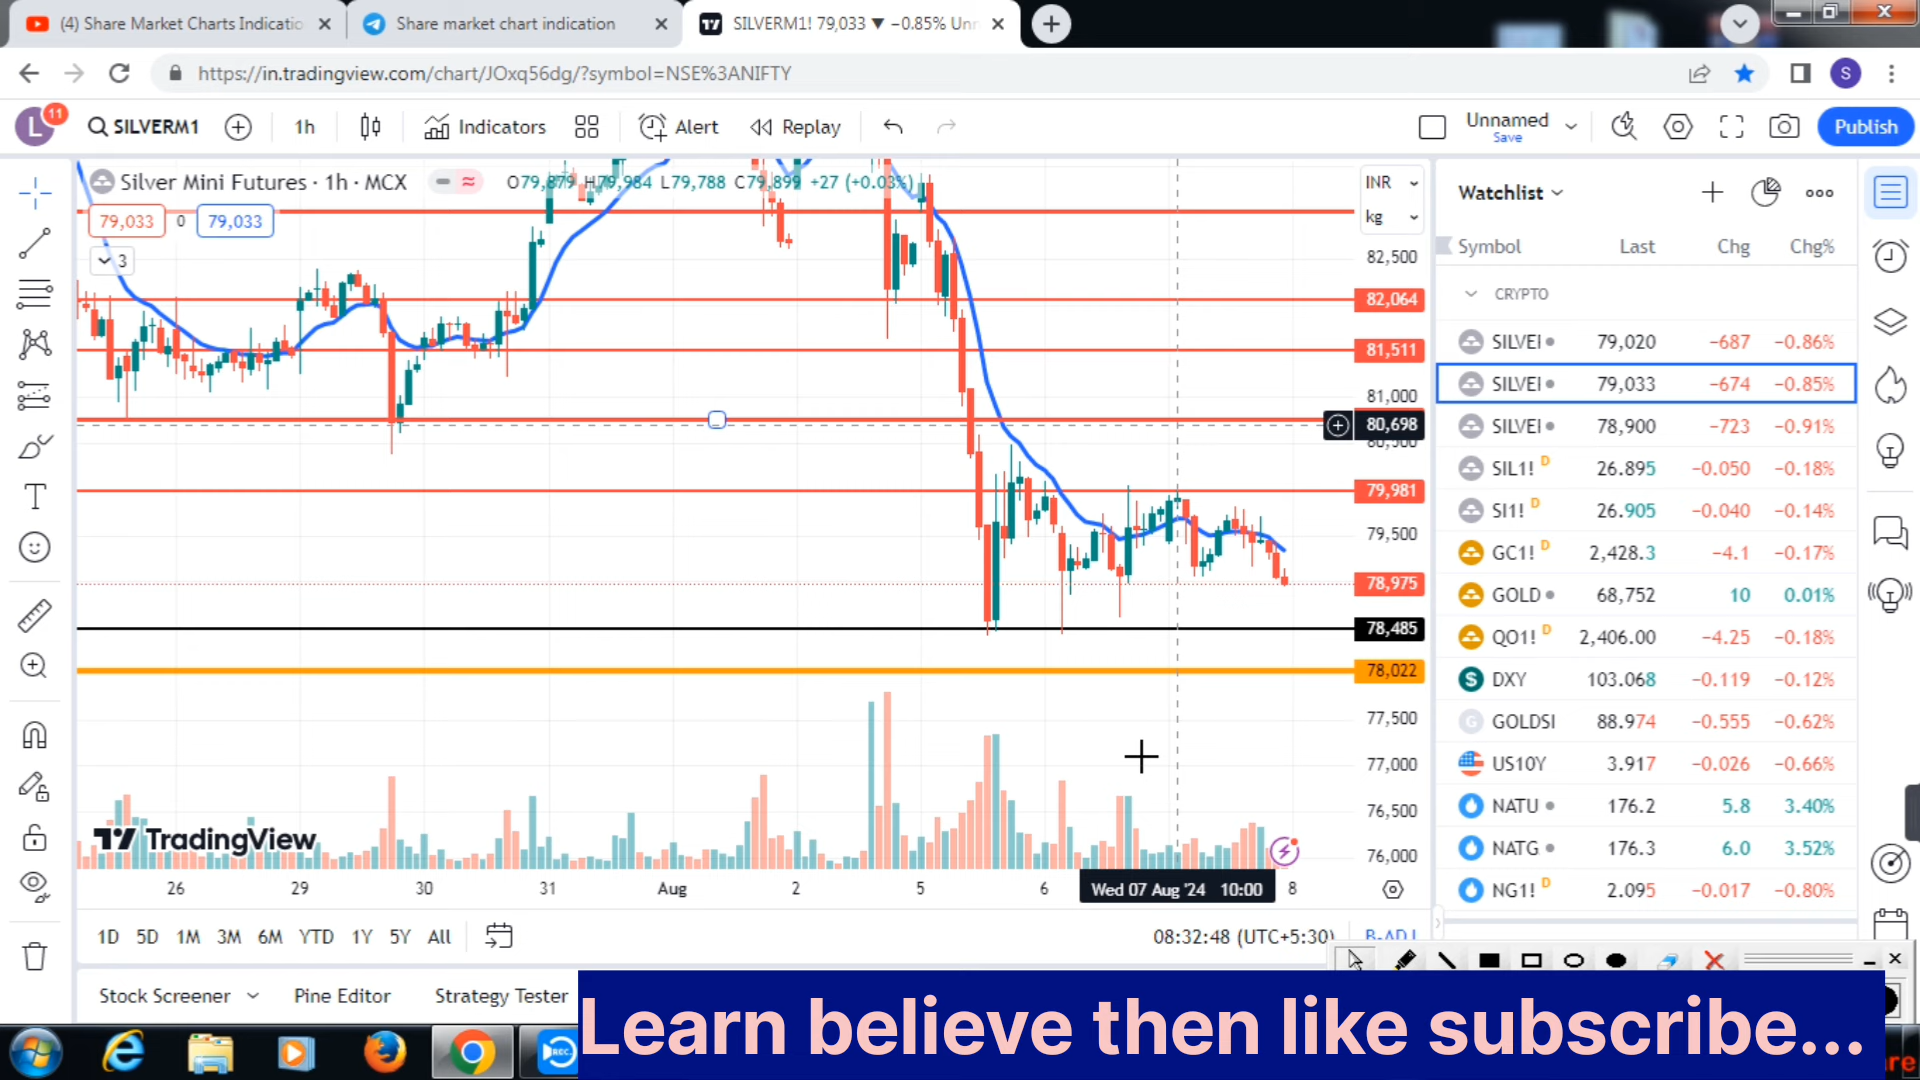 (4) Share Market Charts Indicatio
Share market chart indication
SILVERM1! 79,033 ▼ −0.85% Unn
https://in.tradingview.com/chart/JOxq56dg/?symbol=NSE%3ANIFTY
S
L
11
SILVERM1
1h
Indicators
Alert
Replay
Unnamed
Save
Publish
Silver Mini Futures · 1h · MCX
O79,879 H79,984 L79,788 C79,899 +27 (+0.03%)
79,033
0
79,033
3
INR
kg
82,500
82,064
81,511
81,000
80,698
80,500
79,981
79,500
78,975
78,485
78,022
77,500
77,000
76,500
76,000
TradingView
26
29
30
31
Aug
2
5
6
Wed 07 Aug '24 10:00
8
1D 5D 1M 3M 6M YTD 1Y 5Y All
08:32:48 (UTC+5:30)
B-ADJ
Watchlist
Symbol Last Chg Chg%
CRYPTO
SILVEI 79,020 −687 −0.86%
SILVEI 79,033 −674 −0.85%
SILVEI 78,900 −723 −0.91%
SIL1! D 26.895 −0.050 −0.18%
SI1! D 26.905 −0.040 −0.14%
GC1! D 2,428.3 −4.1 −0.17%
GOLD 68,752 10 0.01%
QO1! D 2,406.00 −4.25 −0.18%
DXY 103.068 −0.119 −0.12%
GOLDSI 88.974 −0.555 −0.62%
US10Y 3.917 −0.026 −0.66%
NATU 176.2 5.8 3.40%
NATG 176.3 6.0 3.52%
NG1! D 2.095 −0.017 −0.80%
Stock Screener
Pine Editor
Strategy Tester
REC
Learn believe then like subscribe...